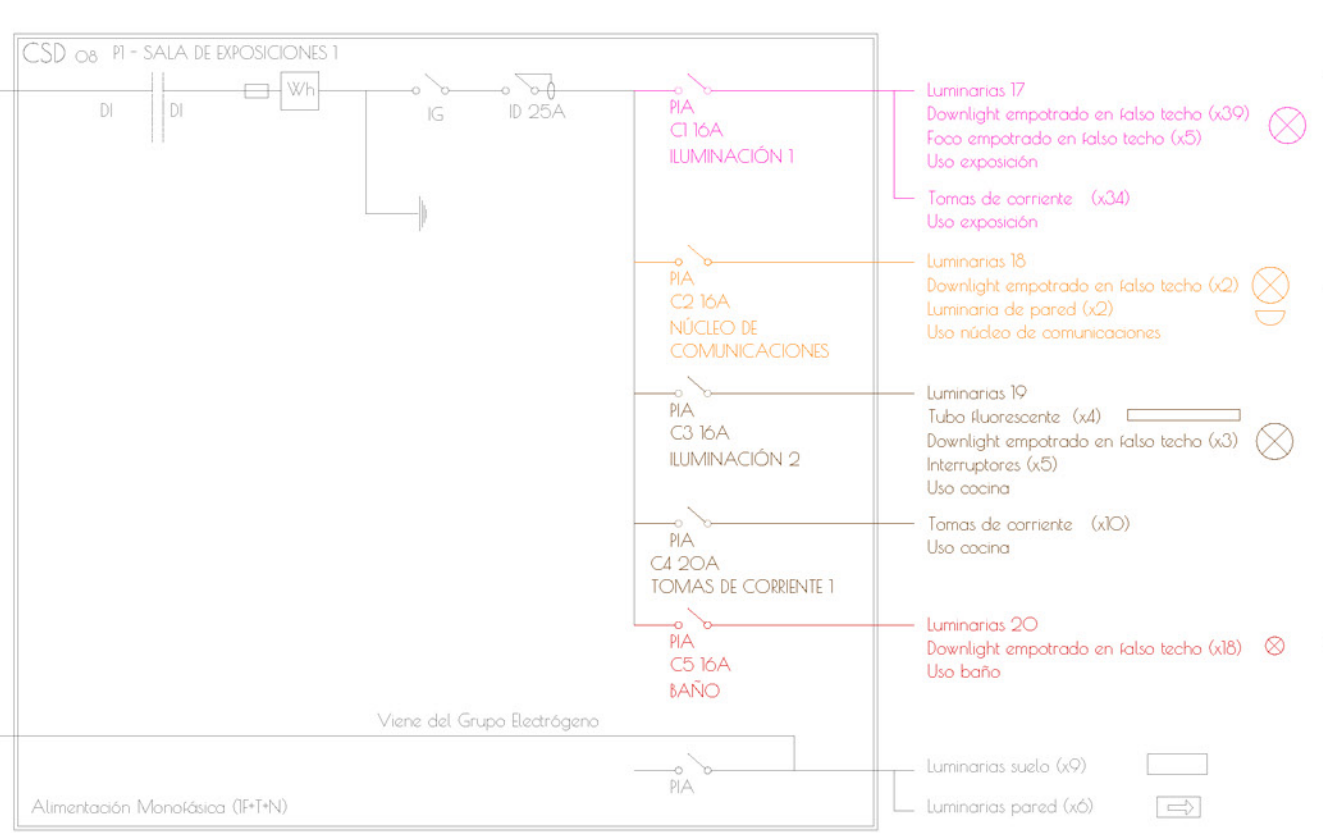 CSD 08 P1 - SALA DE EXPOSICIONES 1
DI
DI
Wh
IG
ID 25A
PIA
C1 16A
ILUMINACIÓN 1
Luminarias 17
Downlight empotrado en falso techo (x39)
Foco empotrado en falso techo (x5)
Uso exposición
Tomas de corriente (x34)
Uso exposición
PIA
C2 16A
NÚCLEO DE
COMUNICACIONES
Luminarias 18
Downlight empotrado en falso techo (x2)
Luminaria de pared (x2)
Uso núcleo de comunicaciones
PIA
C3 16A
ILUMINACIÓN 2
Luminarias 19
Tubo fluorescente (x4)
Downlight empotrado en falso techo (x3)
Interruptores (x5)
Uso cocina
PIA
C4 20A
TOMAS DE CORRIENTE 1
Tomas de corriente (x10)
Uso cocina
PIA
C5 16A
BAÑO
Luminarias 20
Downlight empotrado en falso techo (x18)
Uso baño
Viene del Grupo Electrógeno
PIA
Luminarias suelo (x9)
Luminarias pared (x6)
Alimentación Monofásica (1F+T+N)